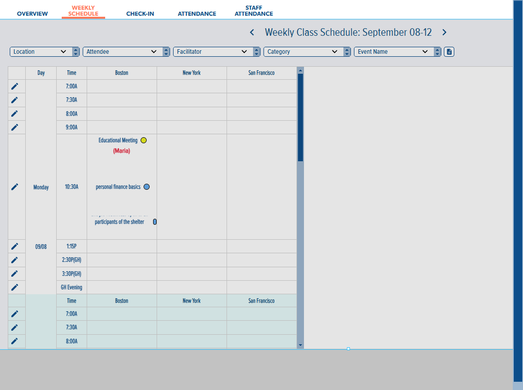 OVERVIEW
WEEKLY
SCHEDULE
CHECK-IN
ATTENDANCE
STAFF
ATTENDANCE
Weekly Class Schedule: September 08-12
Location Attendee Facilitator Category Event Name
Day Time Boston New York San Francisco
7:00A
7:30A
8:00A
9:00A
Educational Meeting
(Maria)
Monday 10:30A personal finance basics
participants of the shelter
09/08 1:15P
2:30P(GH)
3:30P(GH)
GH Evening
Time Boston New York San Francisco
7:00A
7:30A
8:00A